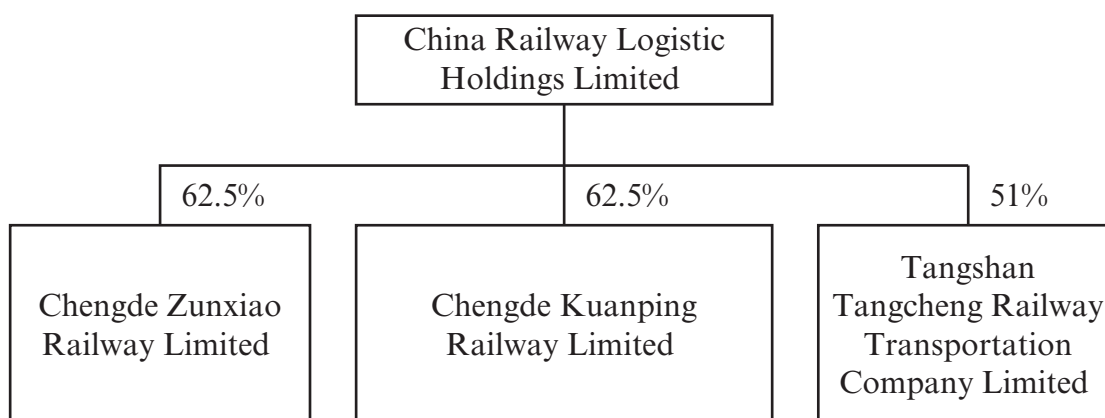 China Railway Logistic
Holdings Limited
62.5%
62.5%
51%
Chengde Zunxiao
Railway Limited
Chengde Kuanping
Railway Limited
Tangshan
Tangcheng Railway
Transportation
Company Limited